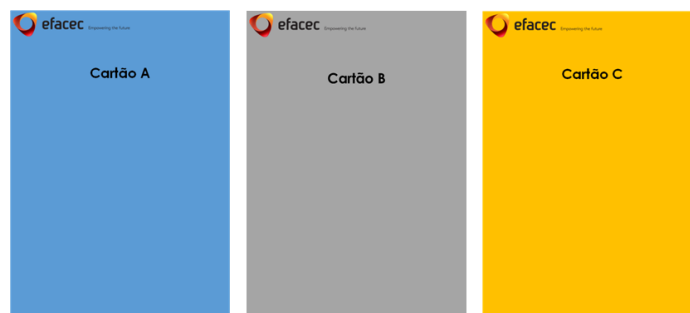 efacec Empowering the future
Cartão A
efacec Empowering the future
Cartão B
efacec Empowering the future
Cartão C